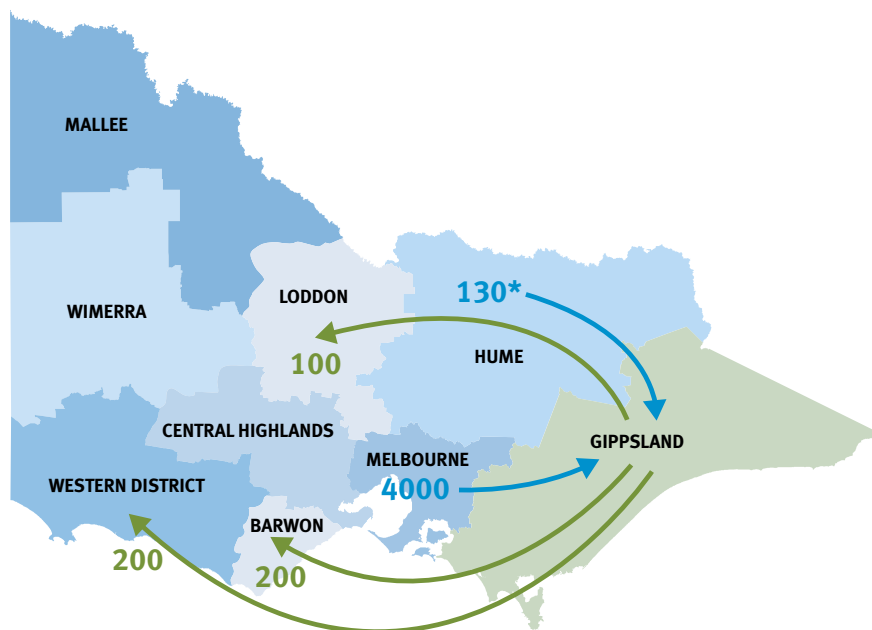 MALLEE
130*
LODDON
WIMERRA
100
HUME
CENTRAL HIGHLANDS
GIPPSLAND
MELBOURNE
WESTERN DISTRICT
4000
BARWON
200
200